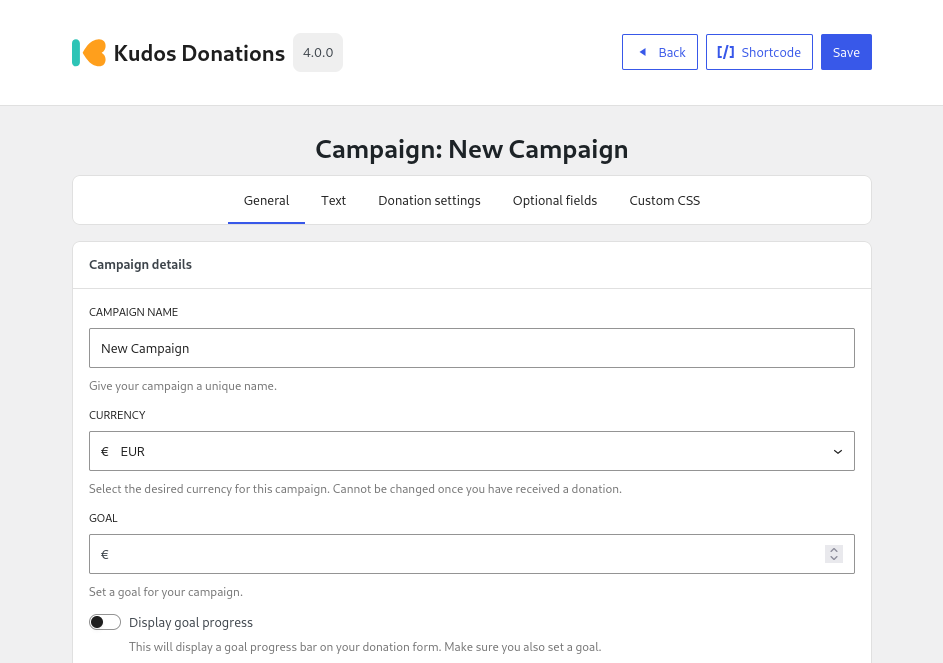 Kudos Donations 4.0.0 Back [/] Shortcode Save
Campaign: New Campaign
General Text Donation settings Optional fields Custom CSS
Campaign details
CAMPAIGN NAME
New Campaign
Give your campaign a unique name.
CURRENCY
€ EUR
Select the desired currency for this campaign. Cannot be changed once you have received a donation.
GOAL
€
Set a goal for your campaign.
Display goal progress
This will display a goal progress bar on your donation form. Make sure you also set a goal.